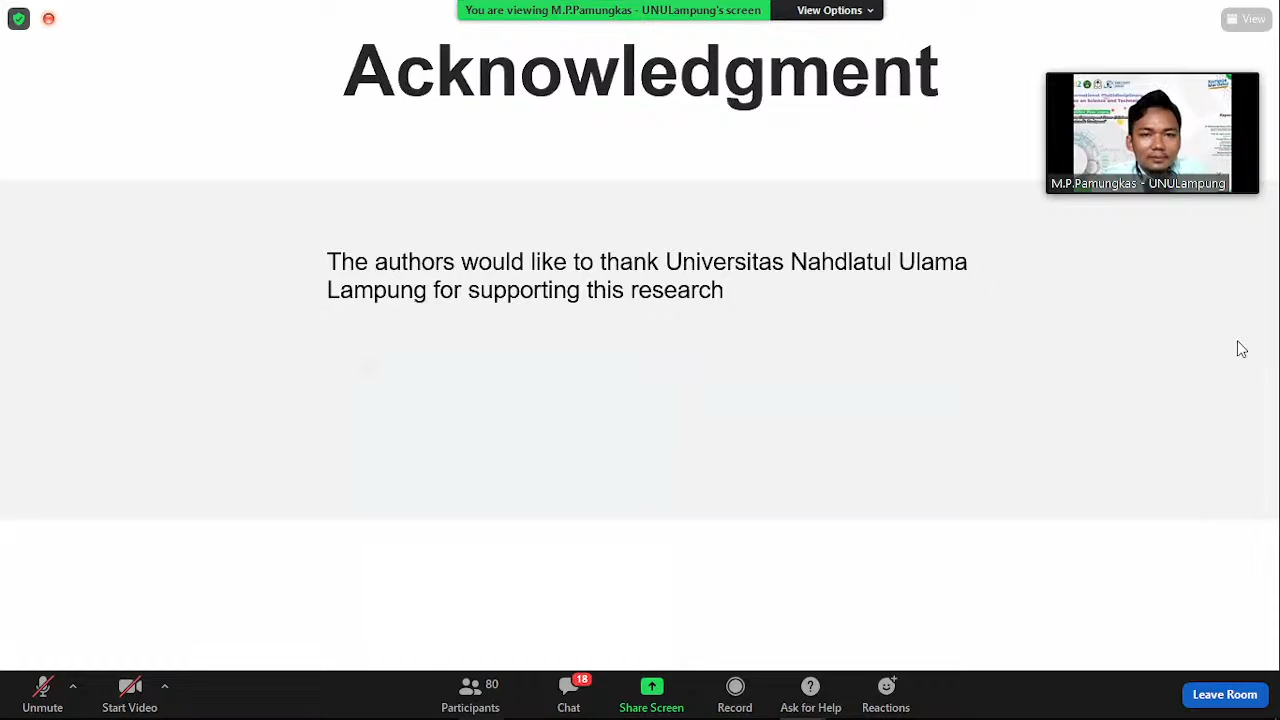 You are viewing M.P.Pamungkas - UNULampung's screen
View Options
View
Acknowledgment
M.P.Pamungkas - UNULampung
The authors would like to thank Universitas Nahdlatul Ulama
Lampung for supporting this research
Unmute
Start Video
Participants
80
Chat
18
Share Screen
Record
Ask for Help
Reactions
Leave Room